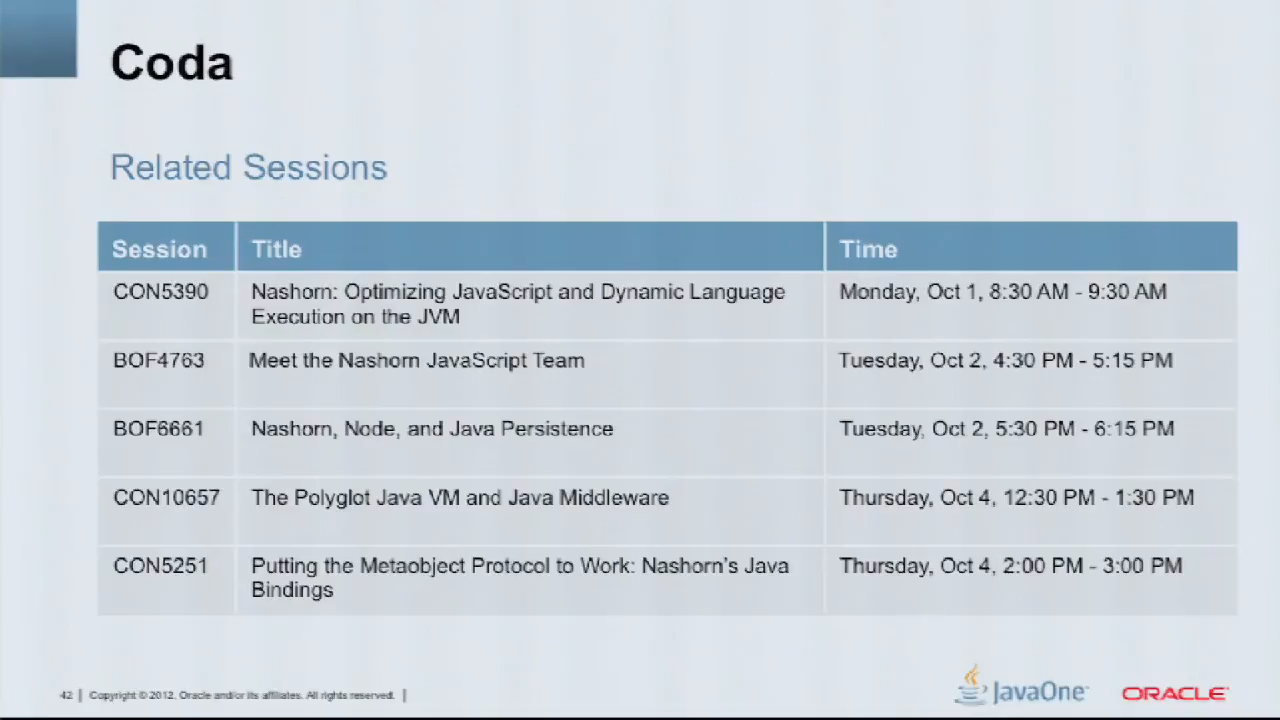 Coda
Related Sessions
Session Title Time
CON5390 Nashorn: Optimizing JavaScript and Dynamic Language Monday, Oct 1, 8:30 AM - 9:30 AM
Execution on the JVM
BOF4763 Meet the Nashorn JavaScript Team Tuesday, Oct 2, 4:30 PM - 5:15 PM
BOF6661 Nashorn, Node, and Java Persistence Tuesday, Oct 2, 5:30 PM - 6:15 PM
CON10657 The Polyglot Java VM and Java Middleware Thursday, Oct 4, 12:30 PM - 1:30 PM
CON5251 Putting the Metaobject Protocol to Work: Nashorn's Java Thursday, Oct 4, 2:00 PM - 3:00 PM
Bindings
42 | Copyright © 2012, Oracle and/or its affiliates. All rights reserved. |
JavaOne ORACLE